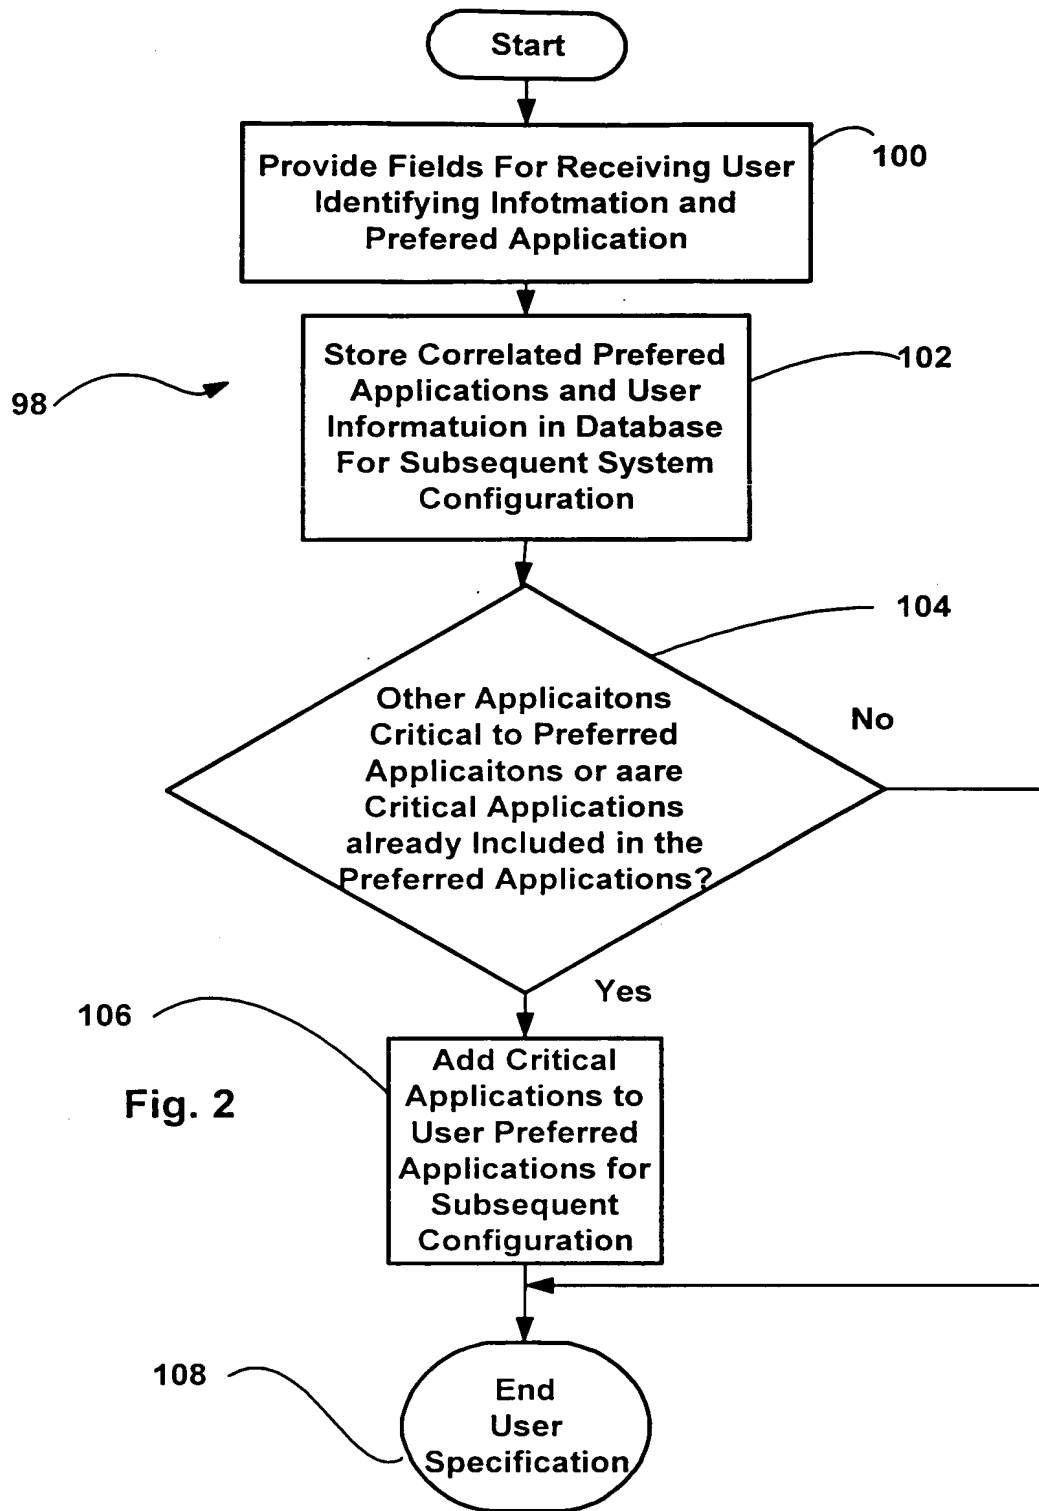 Start
100
Provide Fields For Receiving User
Identifying Infotmation and
Prefered Application
102
Store Correlated Prefered
Applications and User
Informatuion in Database
For Subsequent System
Configuration
98
104
Other Applicaitons
Critical to Preferred
Applicaitons or aare
Critical Applications
already Included in the
Preferred Applications?
No
Yes
106
Add Critical
Applications to
User Preferred
Applications for
Subsequent
Configuration
Fig. 2
108
End
User
Specification